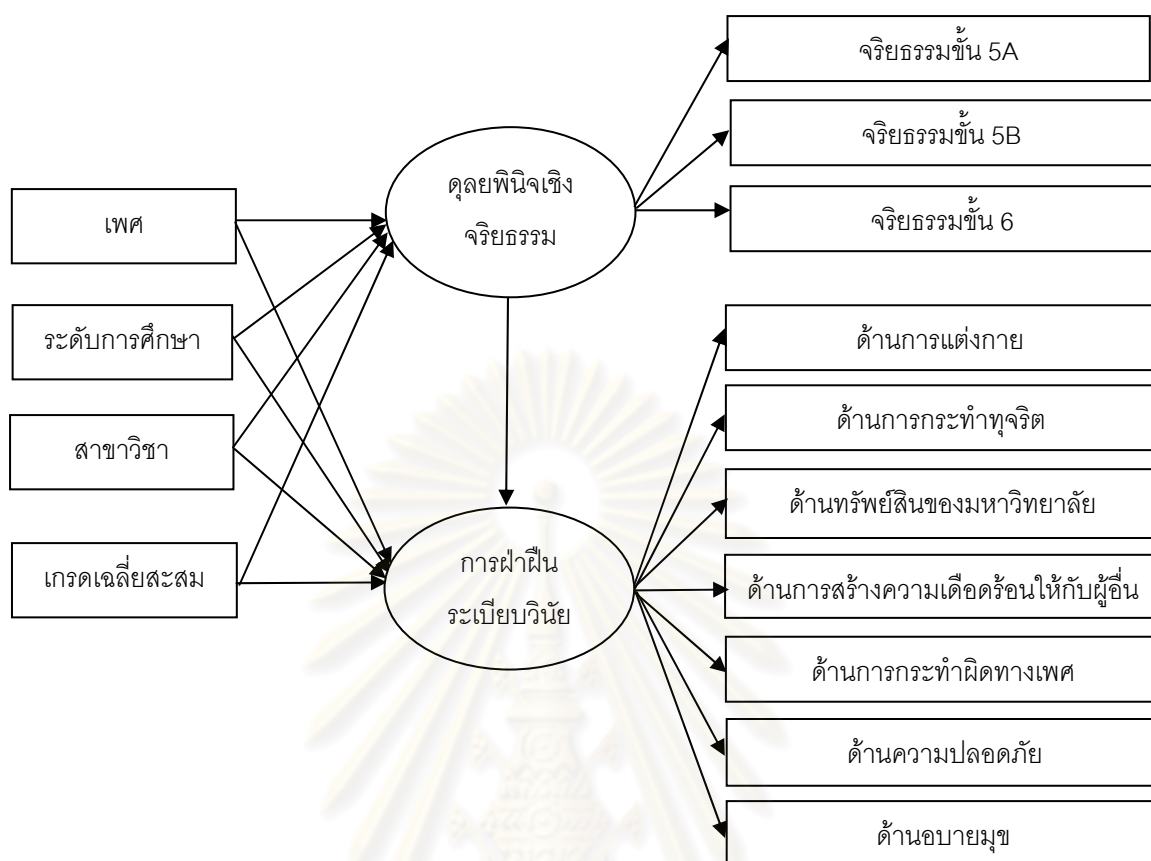 เพศ
ระดับการศึกษา
สาขาวิชา
เกรดเฉลี่ยสะสม
ดุลยพินิจเชิง
จริยธรรม
การฝ่าฝืน
ระเบียบวินัย
จริยธรรมขั้น 5A
จริยธรรมขั้น 5B
จริยธรรมขั้น 6
ด้านการแต่งกาย
ด้านการกระทำทุจริต
ด้านทรัพย์สินของมหาวิทยาลัย
ด้านการสร้างความเดือดร้อนให้กับผู้อื่น
ด้านการกระทำผิดทางเพศ
ด้านความปลอดภัย
ด้านอบายมุข